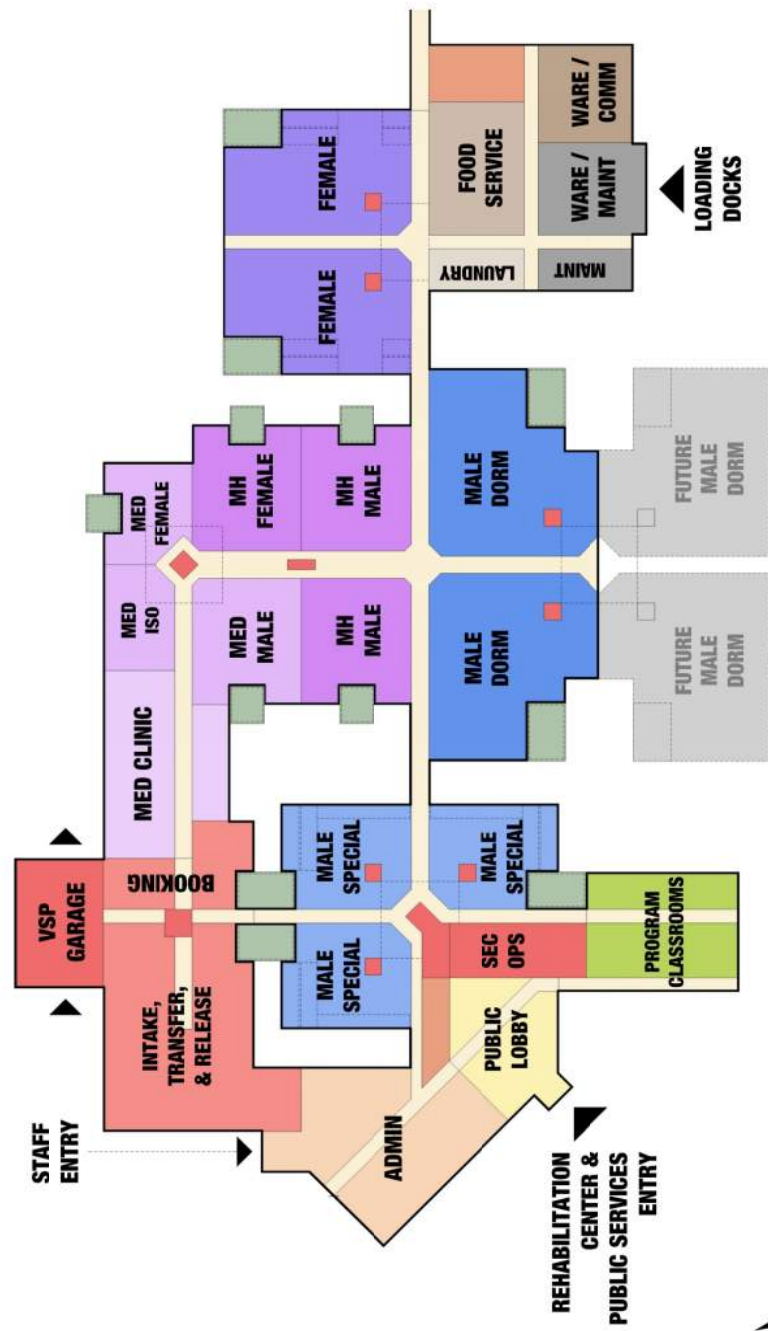 STAFF
ENTRY
VSP
GARAGE
INTAKE,
TRANSFER,
& RELEASE
BOOKING
MED CLINIC
MED
ISO
MED
FEMALE
MED
MALE
MH
FEMALE
MH
MALE
MH
MALE
FEMALE
FEMALE
ADMIN
MALE
SPECIAL
MALE
SPECIAL
MALE
SPECIAL
SEC
OPS
PUBLIC
LOBBY
PROGRAM
CLASSROOMS
REHABILITATION
CENTER &
PUBLIC SERVICES
ENTRY
MALE
DORM
MALE
DORM
FUTURE
MALE
DORM
FUTURE
MALE
DORM
LAUNDRY
FOOD
SERVICE
MAINT
WARE /
MAINT
WARE /
COMM
LOADING
DOCKS